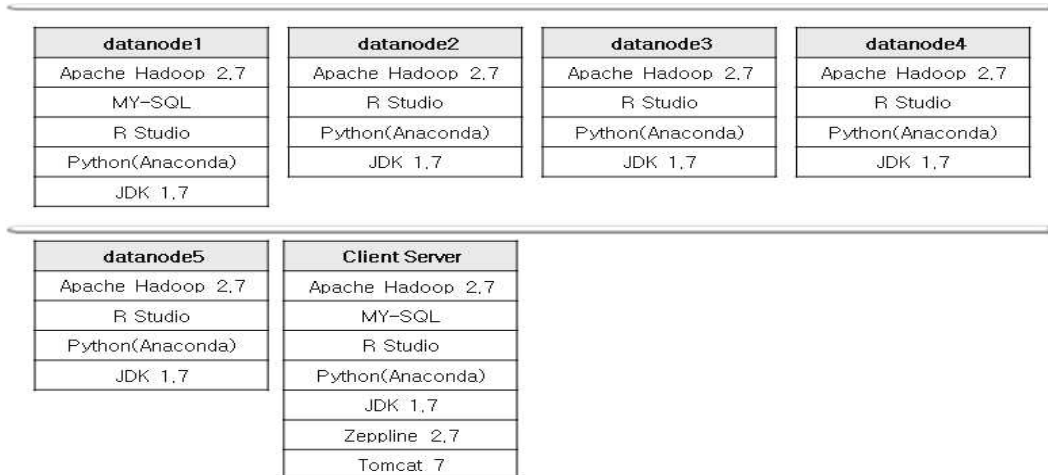 datanode1
Apache Hadoop 2.7
MY-SQL
R Studio
Python(Anaconda)
JDK 1.7
datanode2
Apache Hadoop 2.7
R Studio
Python(Anaconda)
JDK 1.7
datanode3
Apache Hadoop 2.7
R Studio
Python(Anaconda)
JDK 1.7
datanode4
Apache Hadoop 2.7
R Studio
Python(Anaconda)
JDK 1.7
datanode5
Apache Hadoop 2.7
R Studio
Python(Anaconda)
JDK 1.7
Client Server
Apache Hadoop 2.7
MY-SQL
R Studio
Python(Anaconda)
JDK 1.7
Zeppline 2.7
Tomcat 7